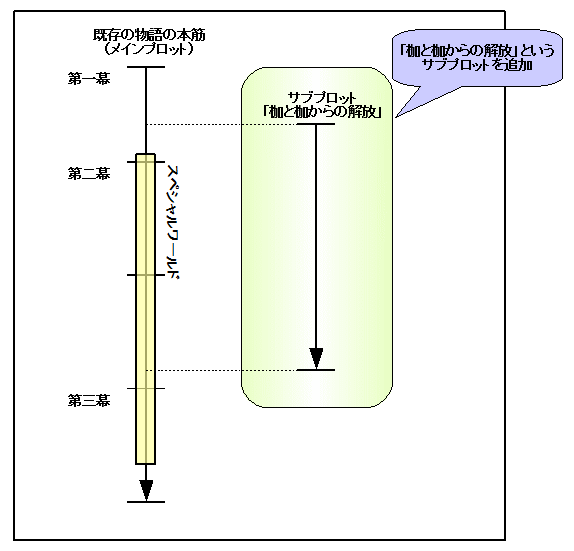 既存の物語の本筋
（メインプロット）
「枷と枷からの解放」という
サブプロットを追加
第一幕
サブプロット
「枷と枷からの解放」
第二幕
スペシャルワールド
第三幕